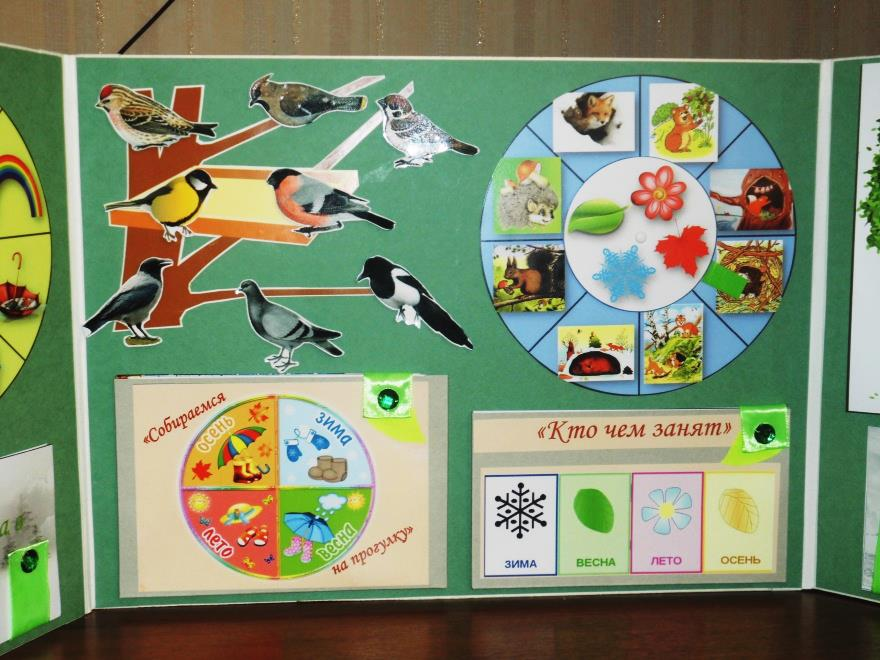 «Собираемся
ОСЕНЬ
ЗИМА
ЛЕТО
ВЕСНА
на прогулку»
«Кто чем занят»
ЗИМА
ВЕСНА
ЛЕТО
ОСЕНЬ